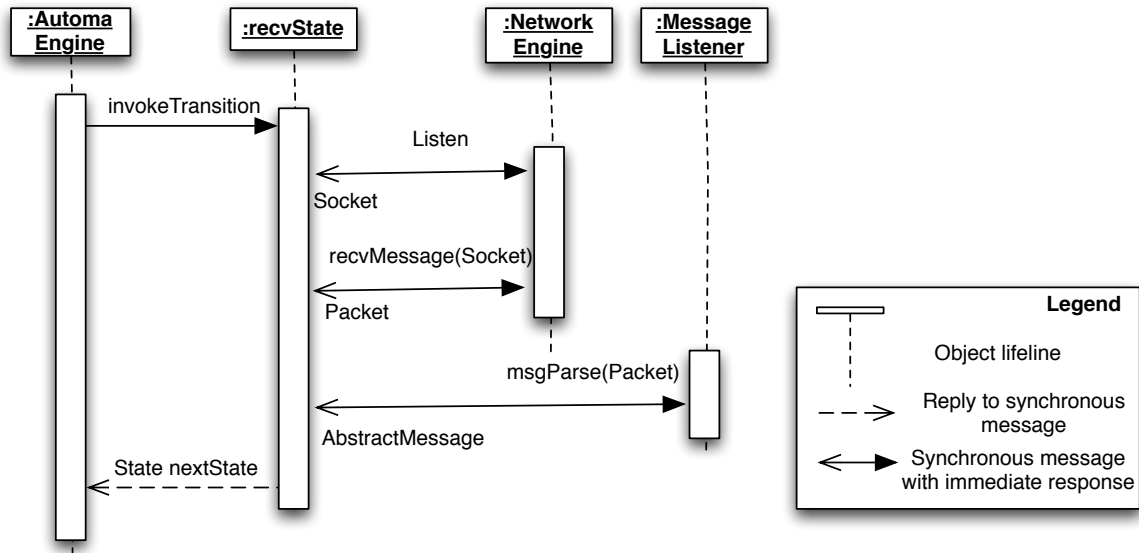 :Automa
Engine
:recvState
:Network
Engine
:Message
Listener
invokeTransition
Listen
Socket
recvMessage(Socket)
Packet
msgParse(Packet)
AbstractMessage
State nextState
Legend
Object lifeline
Reply to synchronous
message
Synchronous message
with immediate response